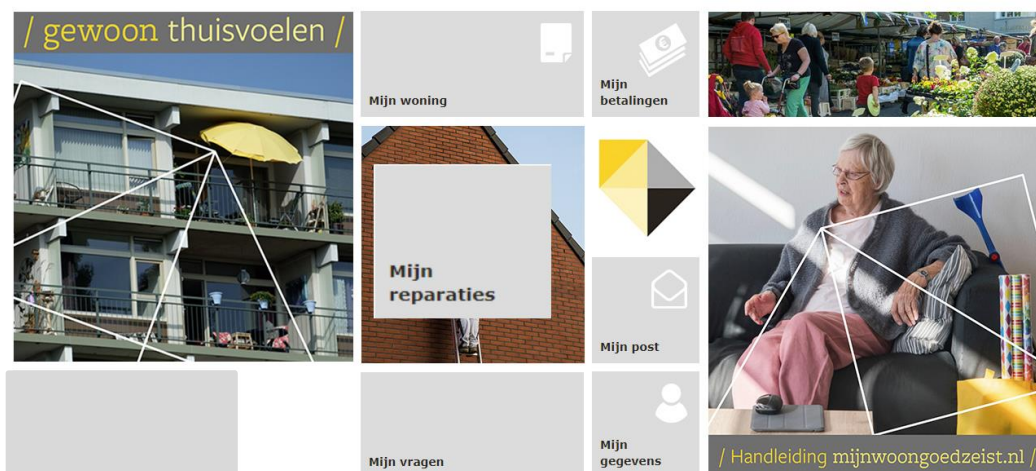 / gewoon thuisvoelen /
Mijn woning
Mijn
betalingen
Mijn
reparaties
Mijn post
Mijn vragen
Mijn
gegevens
/ Handleiding mijnwoongoedzeist.nl /